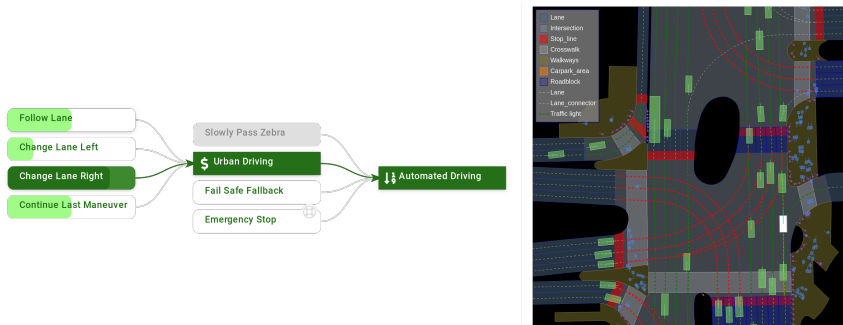 Follow Lane
Change Lane Left
Change Lane Right
Continue Last Maneuver
Slowly Pass Zebra
$ Urban Driving
Fail Safe Fallback
Emergency Stop
Automated Driving
Lane
Intersection
Stop_line
Crosswalk
Walkways
Carpark_area
Roadblock
Lane
Lane_connector
Traffic light